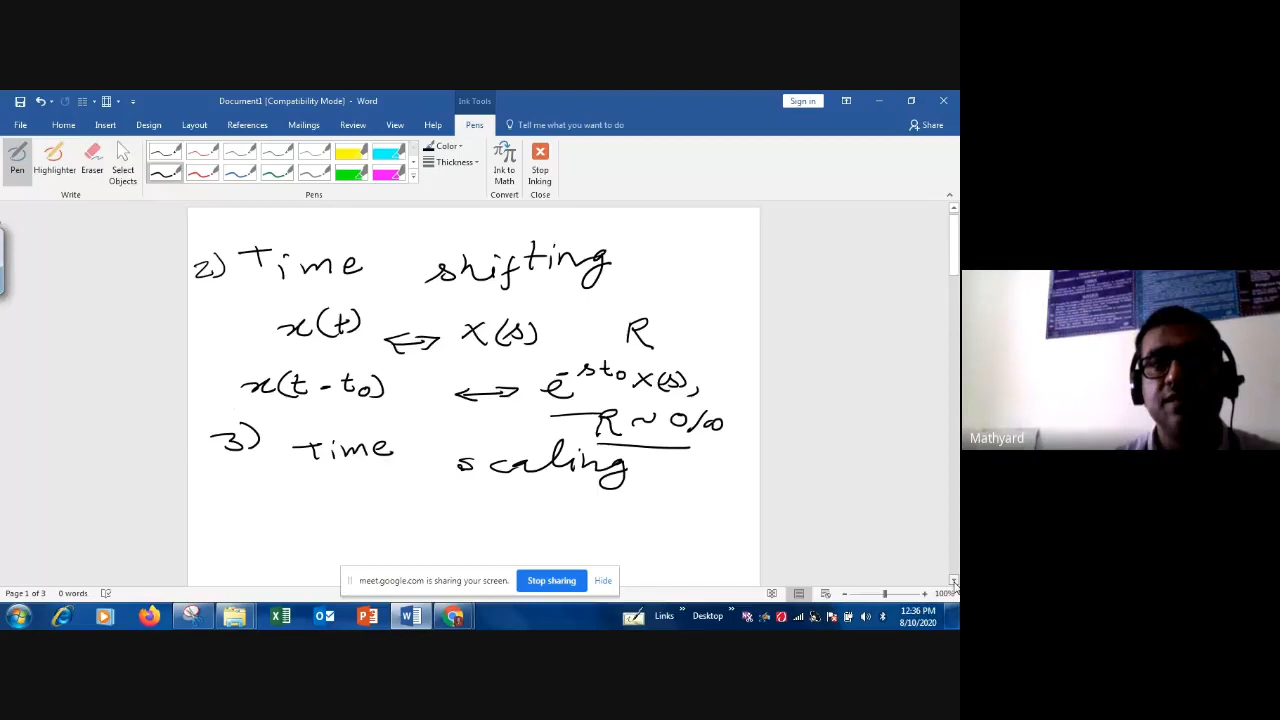 Document1 [Compatibility Mode] - Word
Ink Tools
Sign in
File Home Insert Design Layout References Mailings Review View Help Pens Tell me what you want to do Share
Pen Highlighter Eraser Select Objects
Color
Thickness
Ink to Math
Stop Inking
Write Pens Convert Close
2) Time shifting
x(t) ↔ X(s) R
x(t - t₀) ↔ e^{-st₀} X(s),
R ~ 0/∞
3) Time scaling
Mathyard
meet.google.com is sharing your screen. Stop sharing Hide
Page 1 of 3 0 words 100%
Links » Desktop » 12:36 PM
8/10/2020